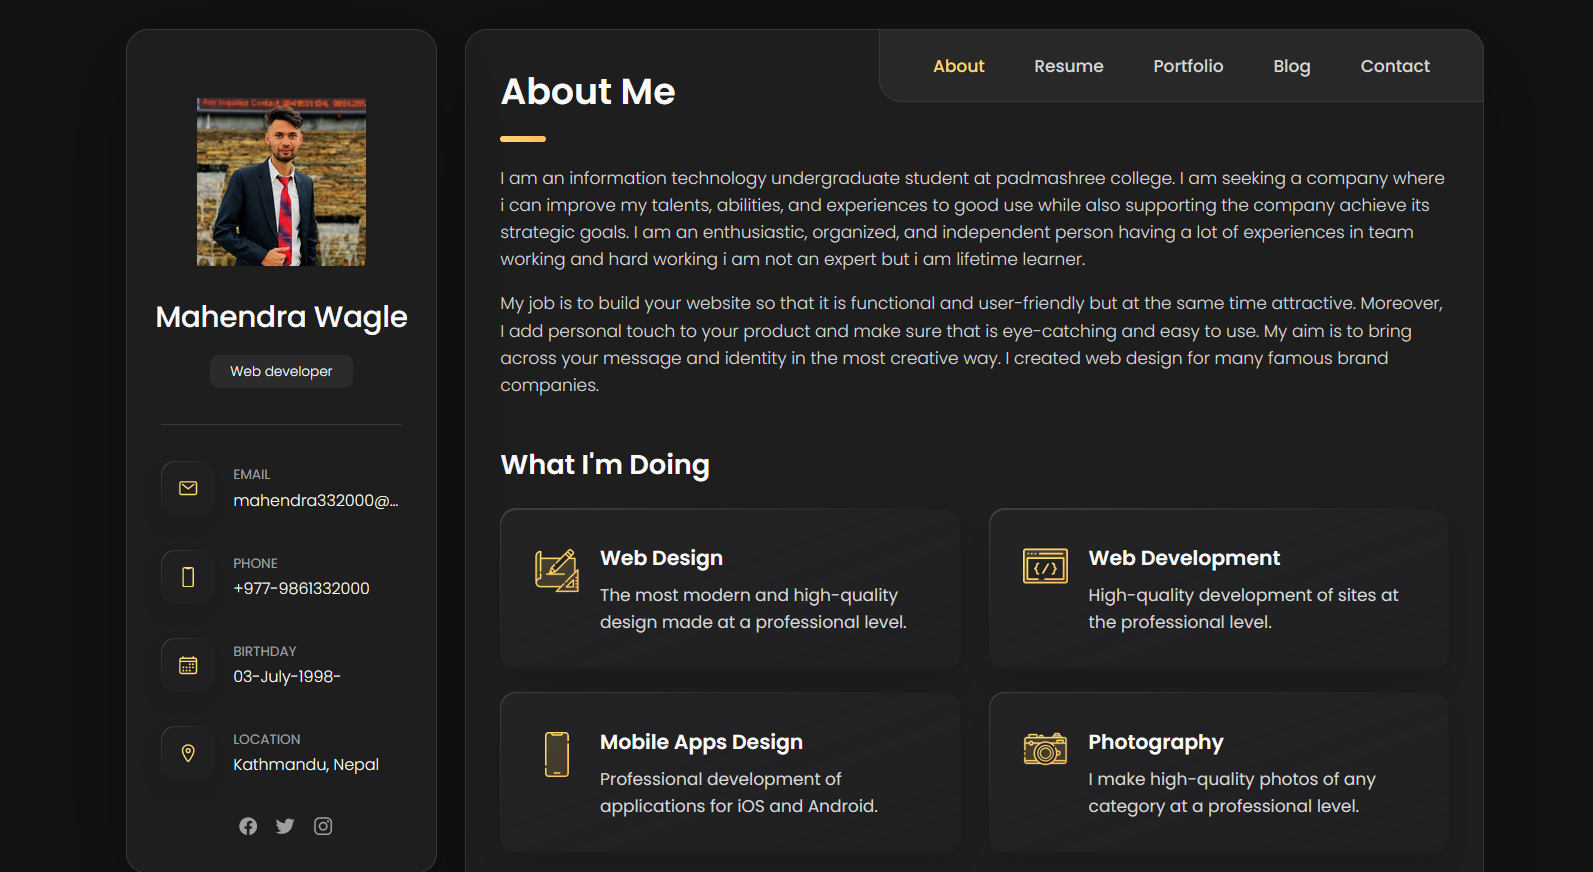 About
Resume
Portfolio
Blog
Contact
Mahendra Wagle
Web developer
EMAIL
mahendra332000@...
PHONE
+977-9861332000
BIRTHDAY
03-July-1998-
LOCATION
Kathmandu, Nepal
About Me
I am an information technology undergraduate student at padmashree college. I am seeking a company where
i can improve my talents, abilities, and experiences to good use while also supporting the company achieve its
strategic goals. I am an enthusiastic, organized, and independent person having a lot of experiences in team
working and hard working i am not an expert but i am lifetime learner.
My job is to build your website so that it is functional and user-friendly but at the same time attractive. Moreover,
I add personal touch to your product and make sure that is eye-catching and easy to use. My aim is to bring
across your message and identity in the most creative way. I created web design for many famous brand
companies.
What I'm Doing
Web Design
The most modern and high-quality
design made at a professional level.
Web Development
High-quality development of sites at
the professional level.
Mobile Apps Design
Professional development of
applications for iOS and Android.
Photography
I make high-quality photos of any
category at a professional level.